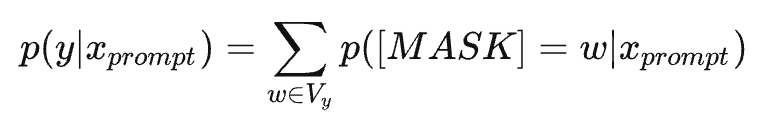 p(y|x_{prompt}) = \sum_{w \in V_y} p([MASK] = w|x_{prompt})